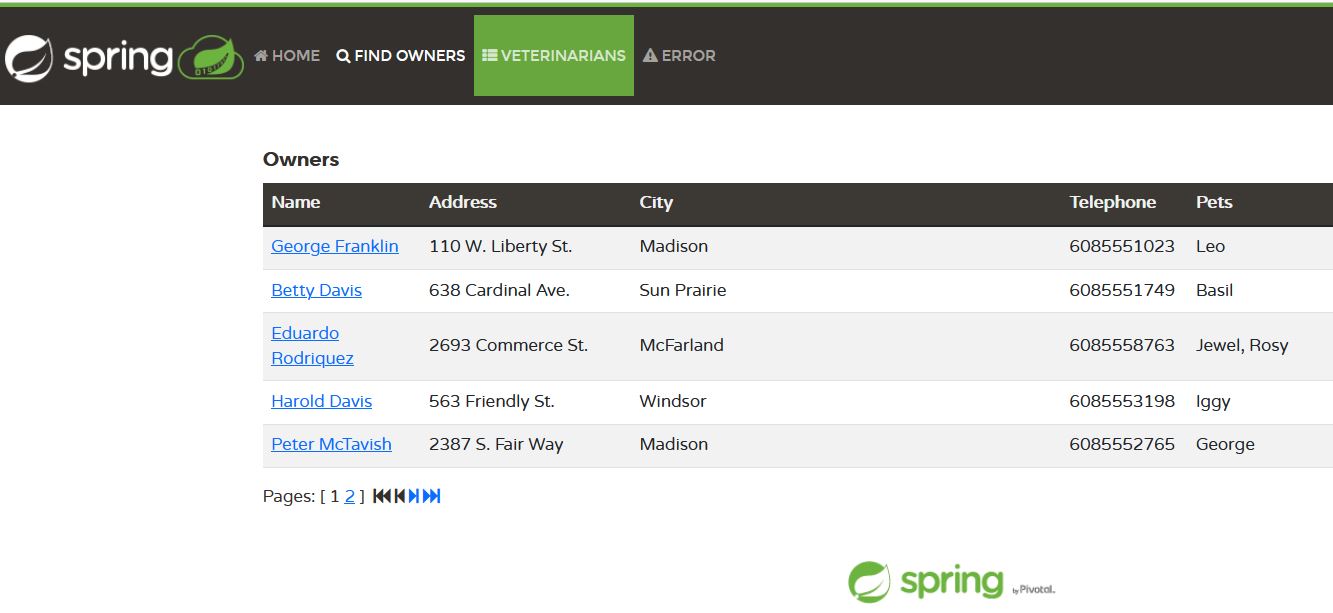 spring HOME FIND OWNERS VETERINARIANS ERROR
Owners
Name Address City Telephone Pets
George Franklin 110 W. Liberty St. Madison 6085551023 Leo
Betty Davis 638 Cardinal Ave. Sun Prairie 6085551749 Basil
Eduardo
Rodriquez 2693 Commerce St. McFarland 6085558763 Jewel, Rosy
Harold Davis 563 Friendly St. Windsor 6085553198 Iggy
Peter McTavish 2387 S. Fair Way Madison 6085552765 George
Pages: [ 1 2 ]
spring by Pivotal.